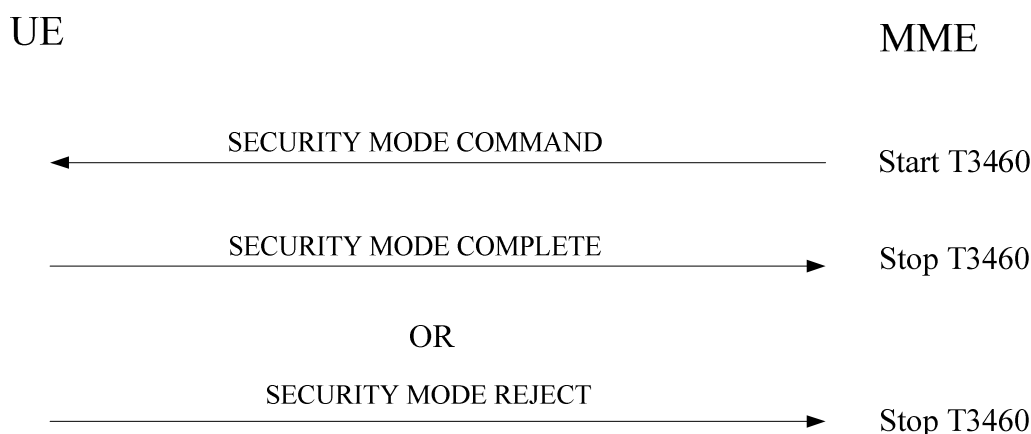 UE
MME
SECURITY MODE COMMAND
Start T3460
SECURITY MODE COMPLETE
Stop T3460
OR
SECURITY MODE REJECT
Stop T3460